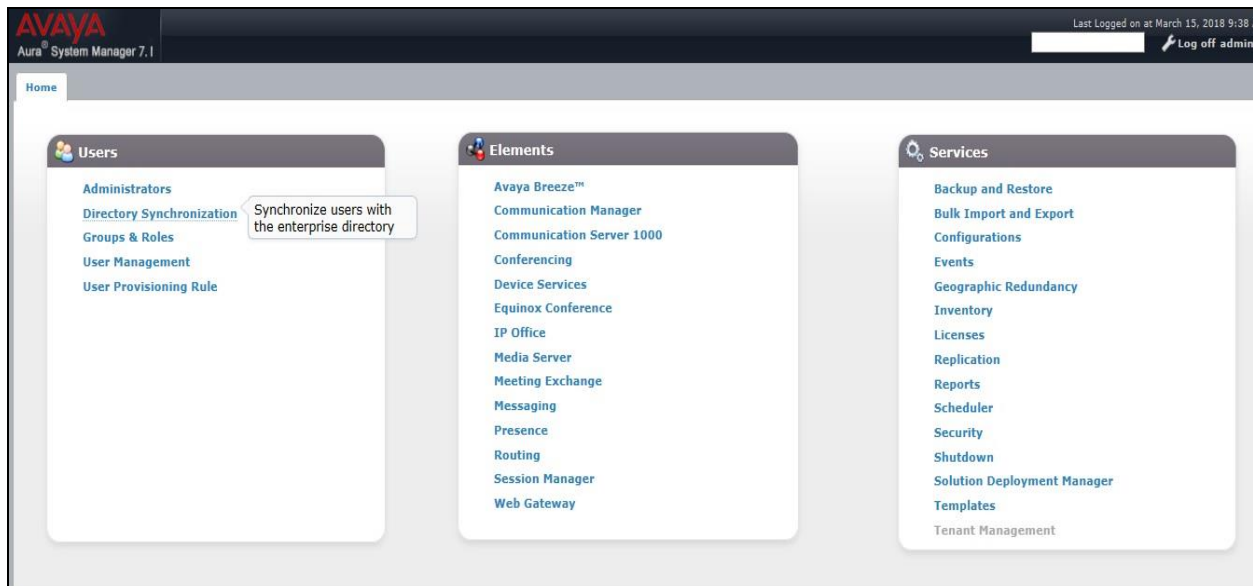 AVAYA
Aura® System Manager 7.1
Last Logged on at March 15, 2018 9:38
Log off admin
Home
Users
Administrators
Directory Synchronization
Synchronize users with
the enterprise directory
Groups & Roles
User Management
User Provisioning Rule
Elements
Avaya Breeze™
Communication Manager
Communication Server 1000
Conferencing
Device Services
Equinox Conference
IP Office
Media Server
Meeting Exchange
Messaging
Presence
Routing
Session Manager
Web Gateway
Services
Backup and Restore
Bulk Import and Export
Configurations
Events
Geographic Redundancy
Inventory
Licenses
Replication
Reports
Scheduler
Security
Shutdown
Solution Deployment Manager
Templates
Tenant Management